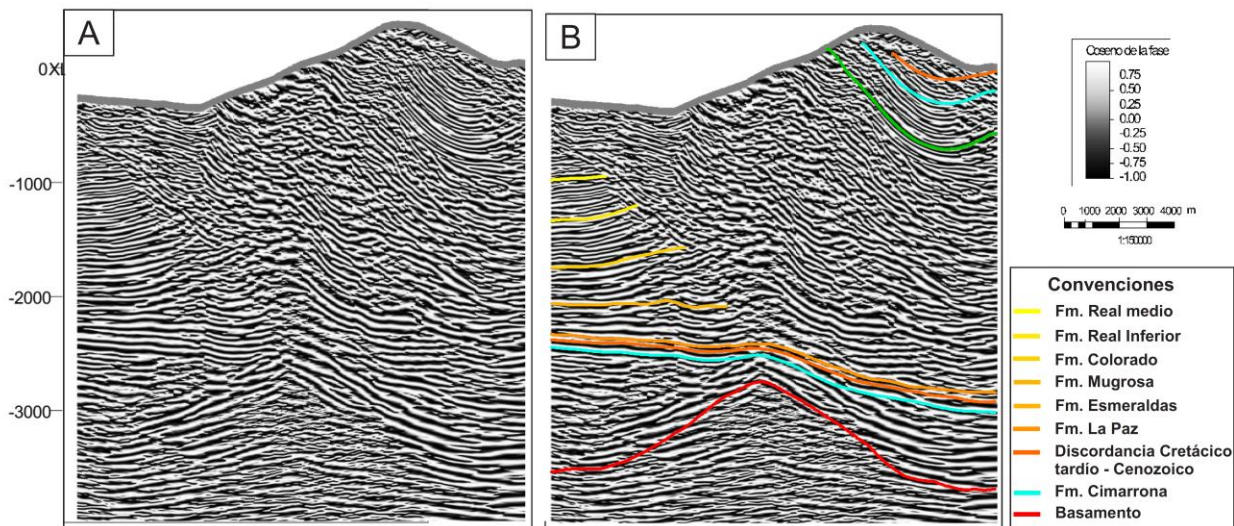 A
B
0XL
-1000
-2000
-3000
Coseno de la fase
0.75
0.50
0.25
0.00
-0.25
-0.50
-0.75
-1.00
0 1000 2000 3000 4000 m
1:150000
Convenciones
Fm. Real medio
Fm. Real Inferior
Fm. Colorado
Fm. Mugrosa
Fm. Esmeraldas
Fm. La Paz
Discordancia Cretácico
tardío - Cenozoico
Fm. Cimarrona
Basamento